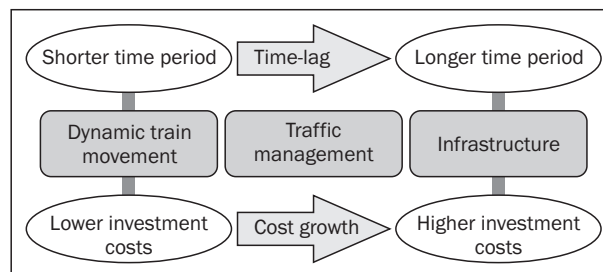 Shorter time period
Time-lag
Longer time period
Dynamic train
movement
Traffic
management
Infrastructure
Lower investment
costs
Cost growth
Higher investment
costs